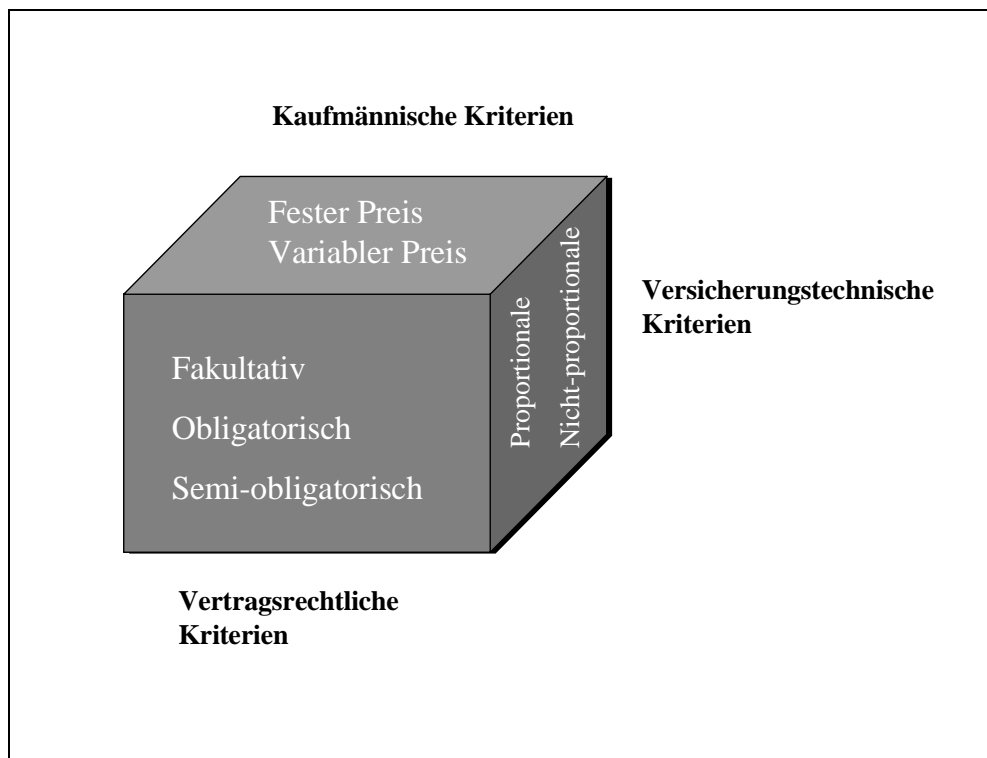 Kaufmännische Kriterien
Fester Preis
Variabler Preis
Proportionale
Nicht-proportionale
Versicherungstechnische
Kriterien
Fakultativ
Obligatorisch
Semi-obligatorisch
Vertragsrechtliche
Kriterien